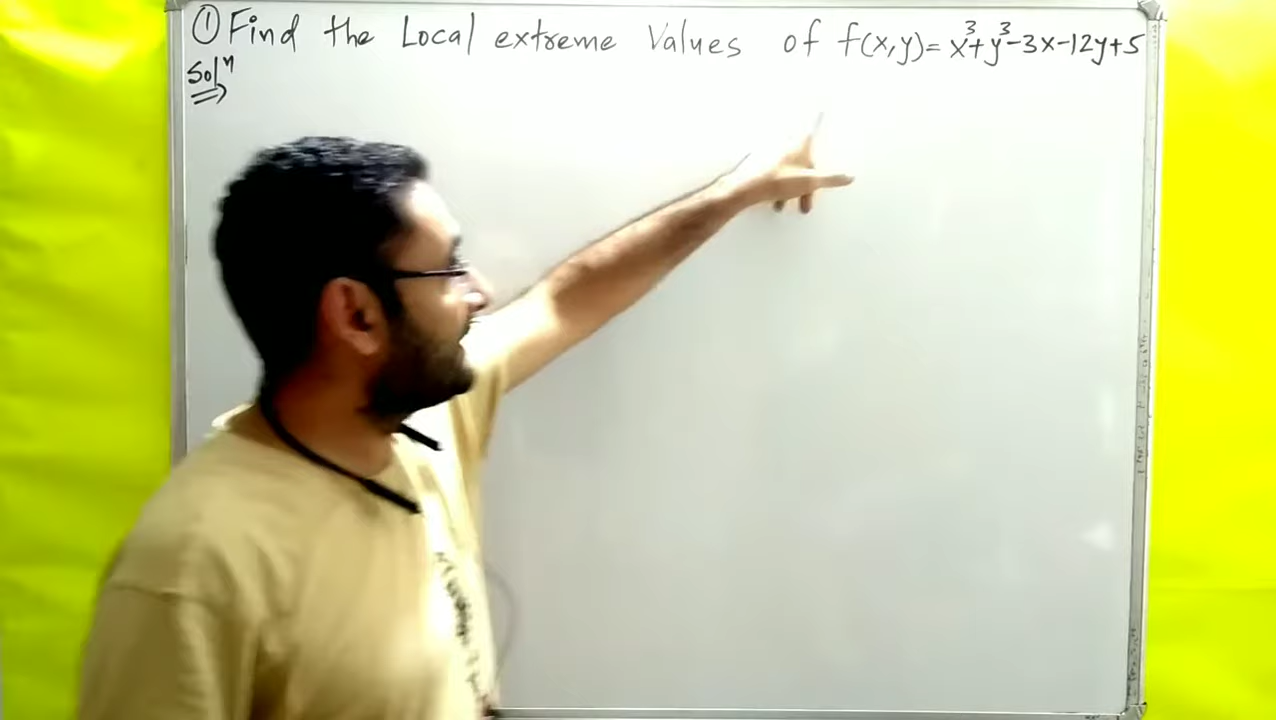 ① Find the Local extreme Values of f(x,y)= x³+y³-3x-12y+5
Solⁿ